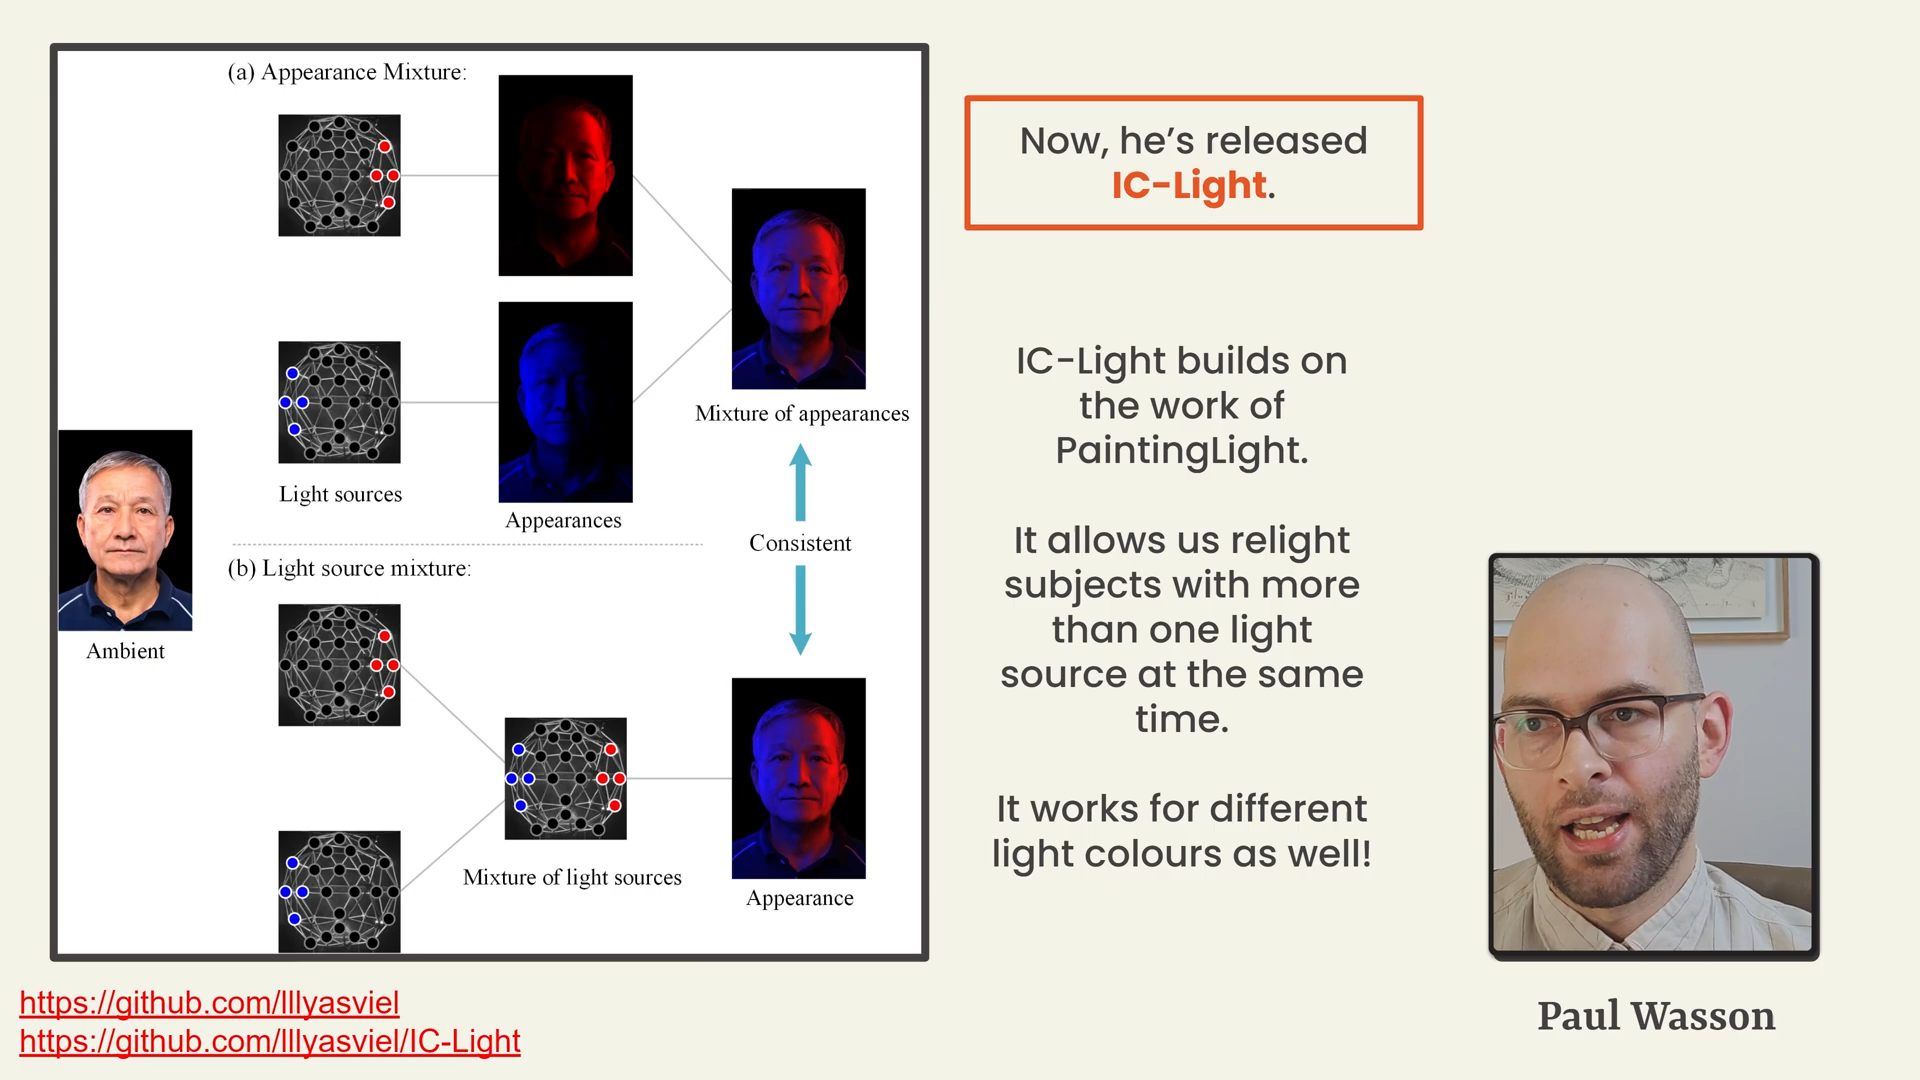 (a) Appearance Mixture:
Light sources
Appearances
Mixture of appearances
Consistent
Ambient
(b) Light source mixture:
Mixture of light sources
Appearance
Now, he’s released
IC-Light.
IC-Light builds on
the work of
PaintingLight.
It allows us relight
subjects with more
than one light
source at the same
time.
It works for different
light colours as well!
Paul Wasson
https://github.com/lllyasviel
https://github.com/lllyasviel/IC-Light